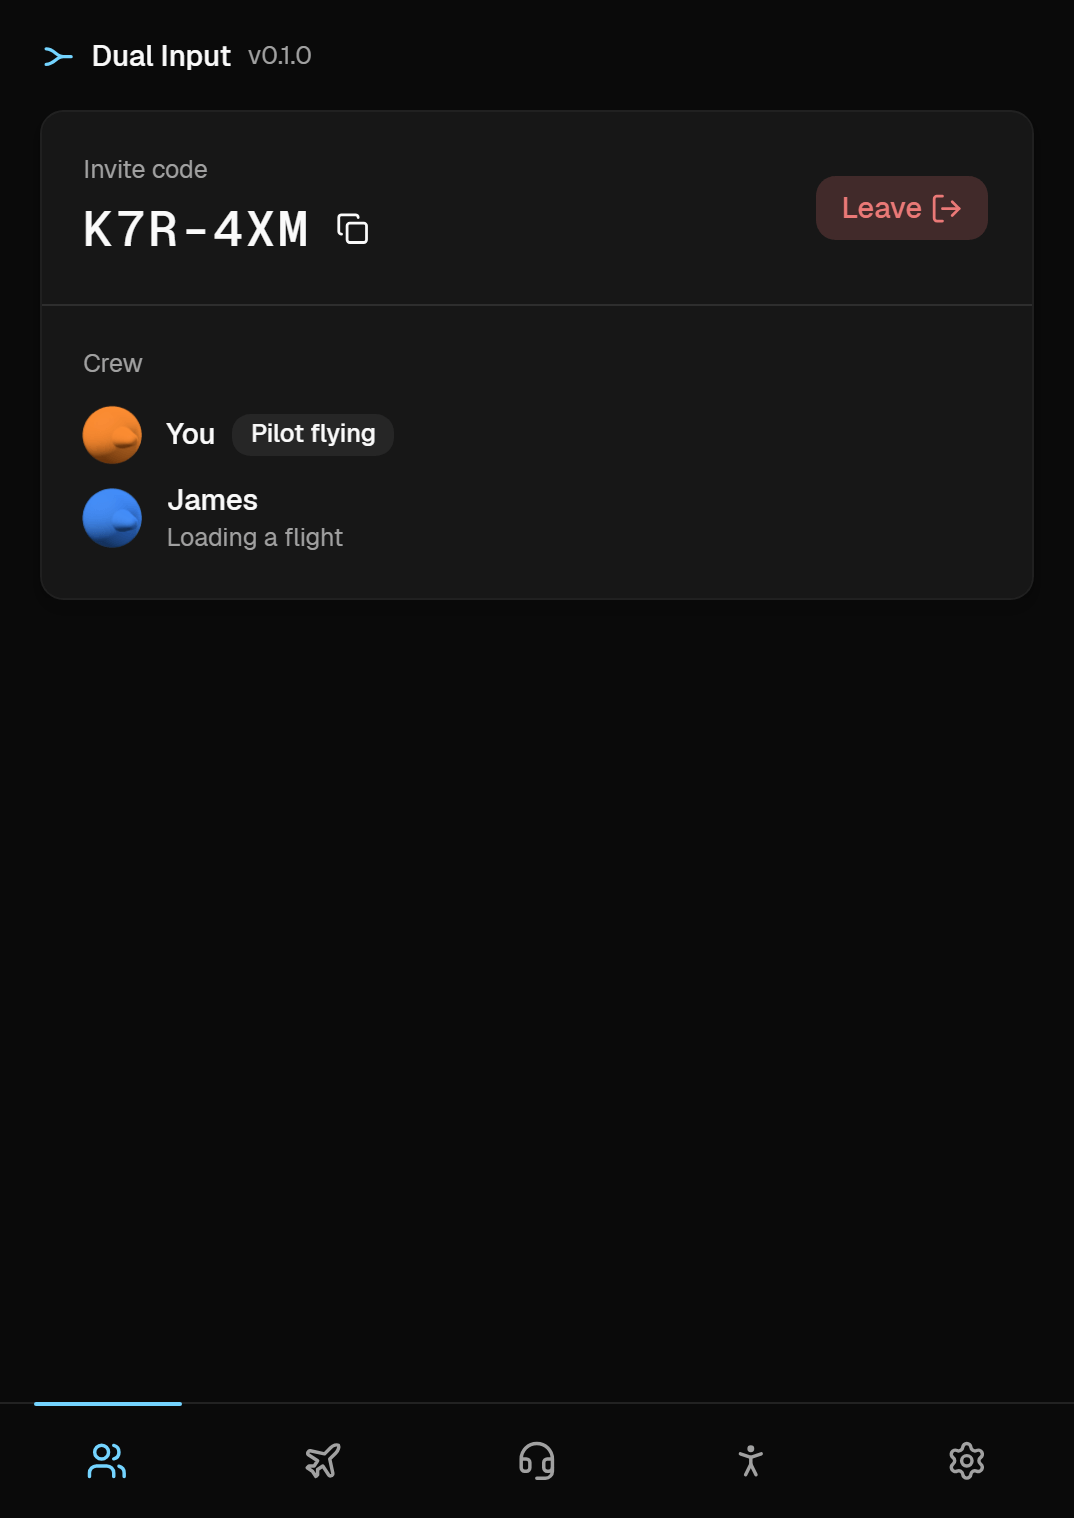 Dual Input v0.1.0
Invite code
K7R-4XM
Leave
Crew
You Pilot flying
James
Loading a flight